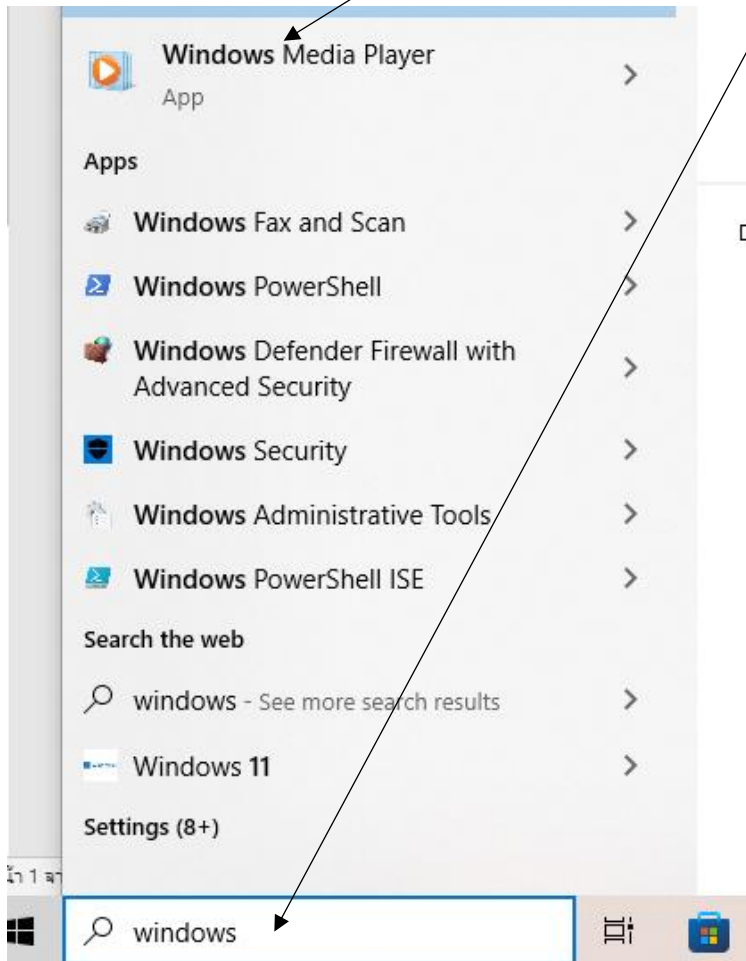 Windows Media Player
App
Apps
Windows Fax and Scan
Windows PowerShell
Windows Defender Firewall with
Advanced Security
Windows Security
Windows Administrative Tools
Windows PowerShell ISE
Search the web
windows - See more search results
Windows 11
Settings (8+)
windows